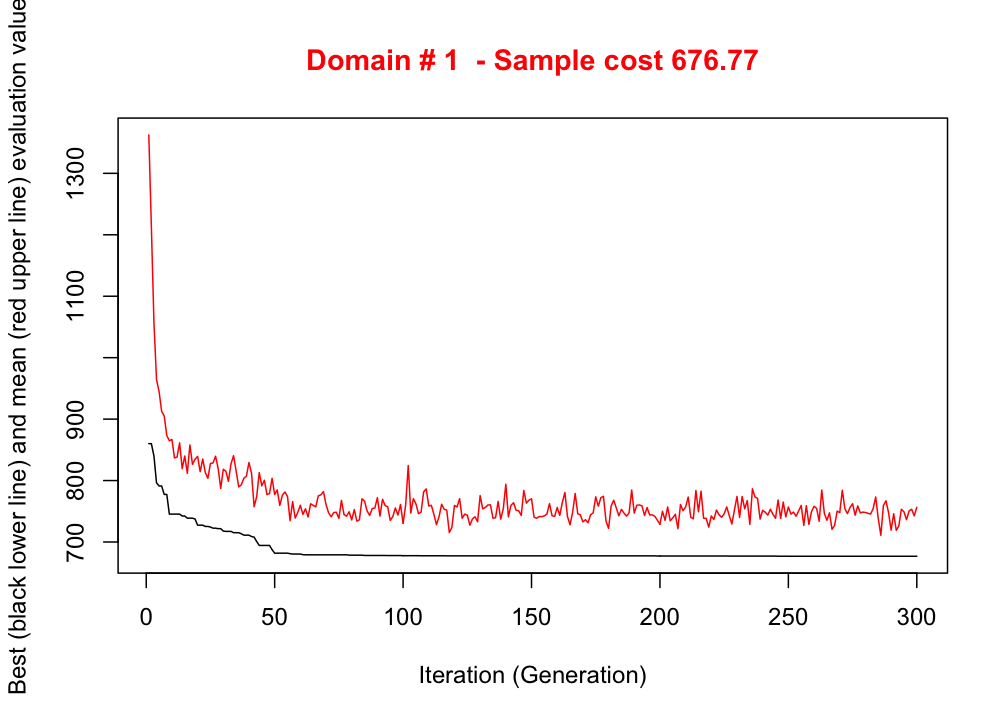 Domain # 1  - Sample cost 676.77
Best (black lower line) and mean (red upper line) evaluation value
1300
1100
900
800
700
0 50 100 150 200 250 300
Iteration (Generation)